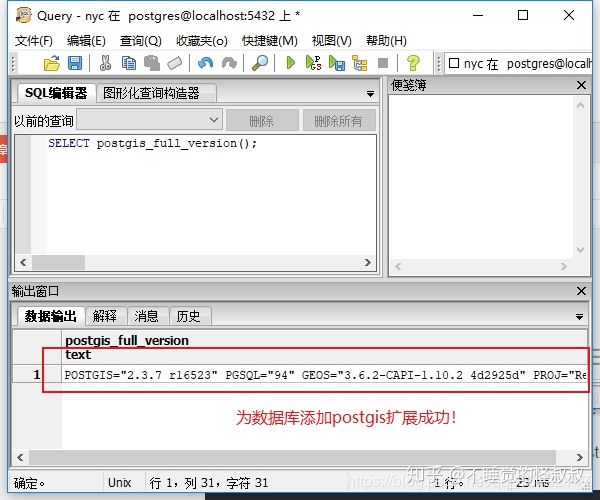 Query - nyc 在 postgres@localhost:5432 上 *
文件(F) 编辑(E) 查询(Q) 收藏夹(o) 快捷键(M) 视图(V) 帮助(H)
nyc 在 postgres@local
SQL编辑器 图形化查询构造器
便笺簿
以前的查询 删除 删除所有
SELECT postgis_full_version();
输出窗口
数据输出 解释 消息 历史
postgis_full_version
text
1 POSTGIS="2.3.7 r16523" PGSQL="94" GEOS="3.6.2-CAPI-1.10.2 4d2925d" PROJ="Re
为数据库添加postgis扩展成功!
确定。 Unix 行 1，列 31，字符 31 1 行。 23 ms
知乎 @不睡觉的怪叔叔